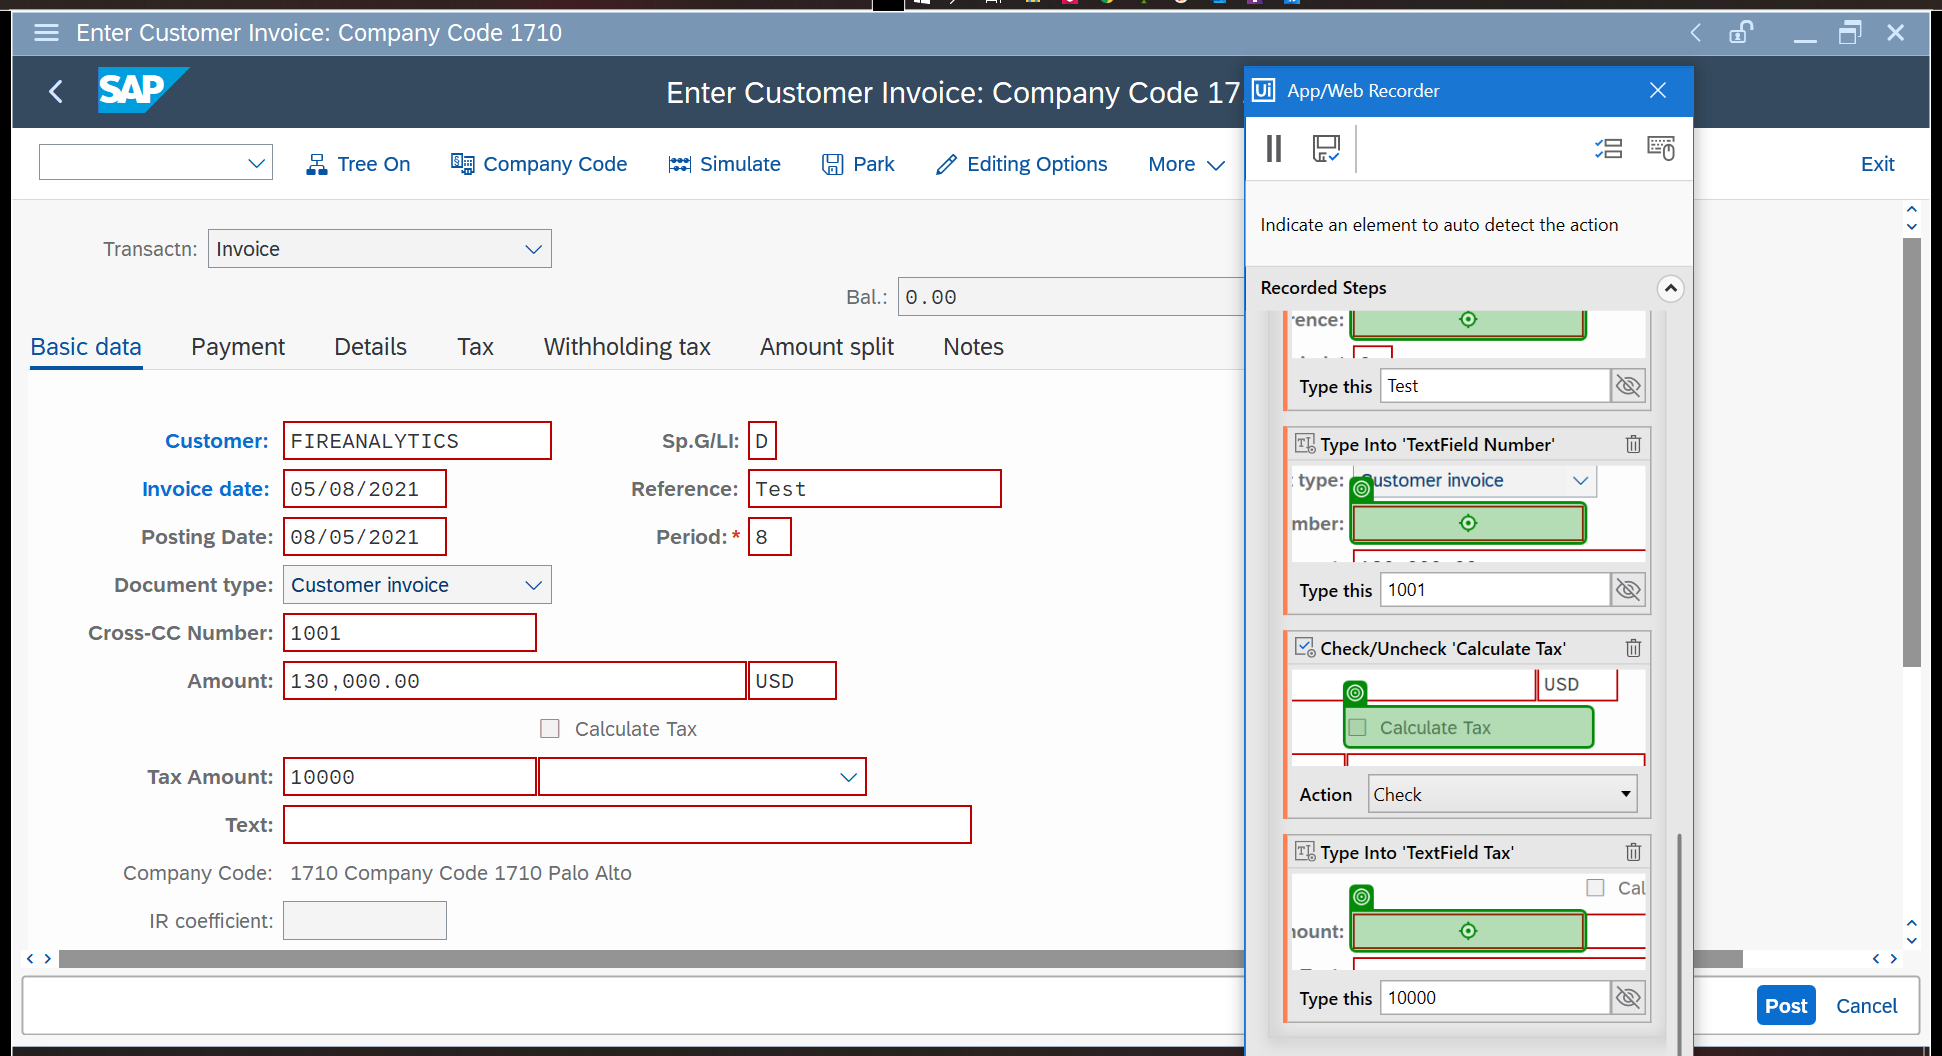 Enter Customer Invoice: Company Code 1710
SAP
Enter Customer Invoice: Company Code 17
Tree On
Company Code
Simulate
Park
Editing Options
More
Exit
Transactn:
Invoice
Bal.:
0.00
Basic data
Payment
Details
Tax
Withholding tax
Amount split
Notes
Customer:
FIREANALYTICS
Sp.G/LI:
D
Invoice date:
05/08/2021
Reference:
Test
Posting Date:
08/05/2021
Period: *
8
Document type:
Customer invoice
Cross-CC Number:
1001
Amount:
130,000.00
USD
Calculate Tax
Tax Amount:
10000
Text:
Company Code:
1710 Company Code 1710 Palo Alto
IR coefficient:
Post
Cancel
Ui
App/Web Recorder
Indicate an element to auto detect the action
Recorded Steps
rence:
Type this
Test
Type Into 'TextField Number'
type:
ustomer invoice
mber:
Type this
1001
Check/Uncheck 'Calculate Tax'
USD
Calculate Tax
Action
Check
Type Into 'TextField Tax'
Cal
ount:
Type this
10000